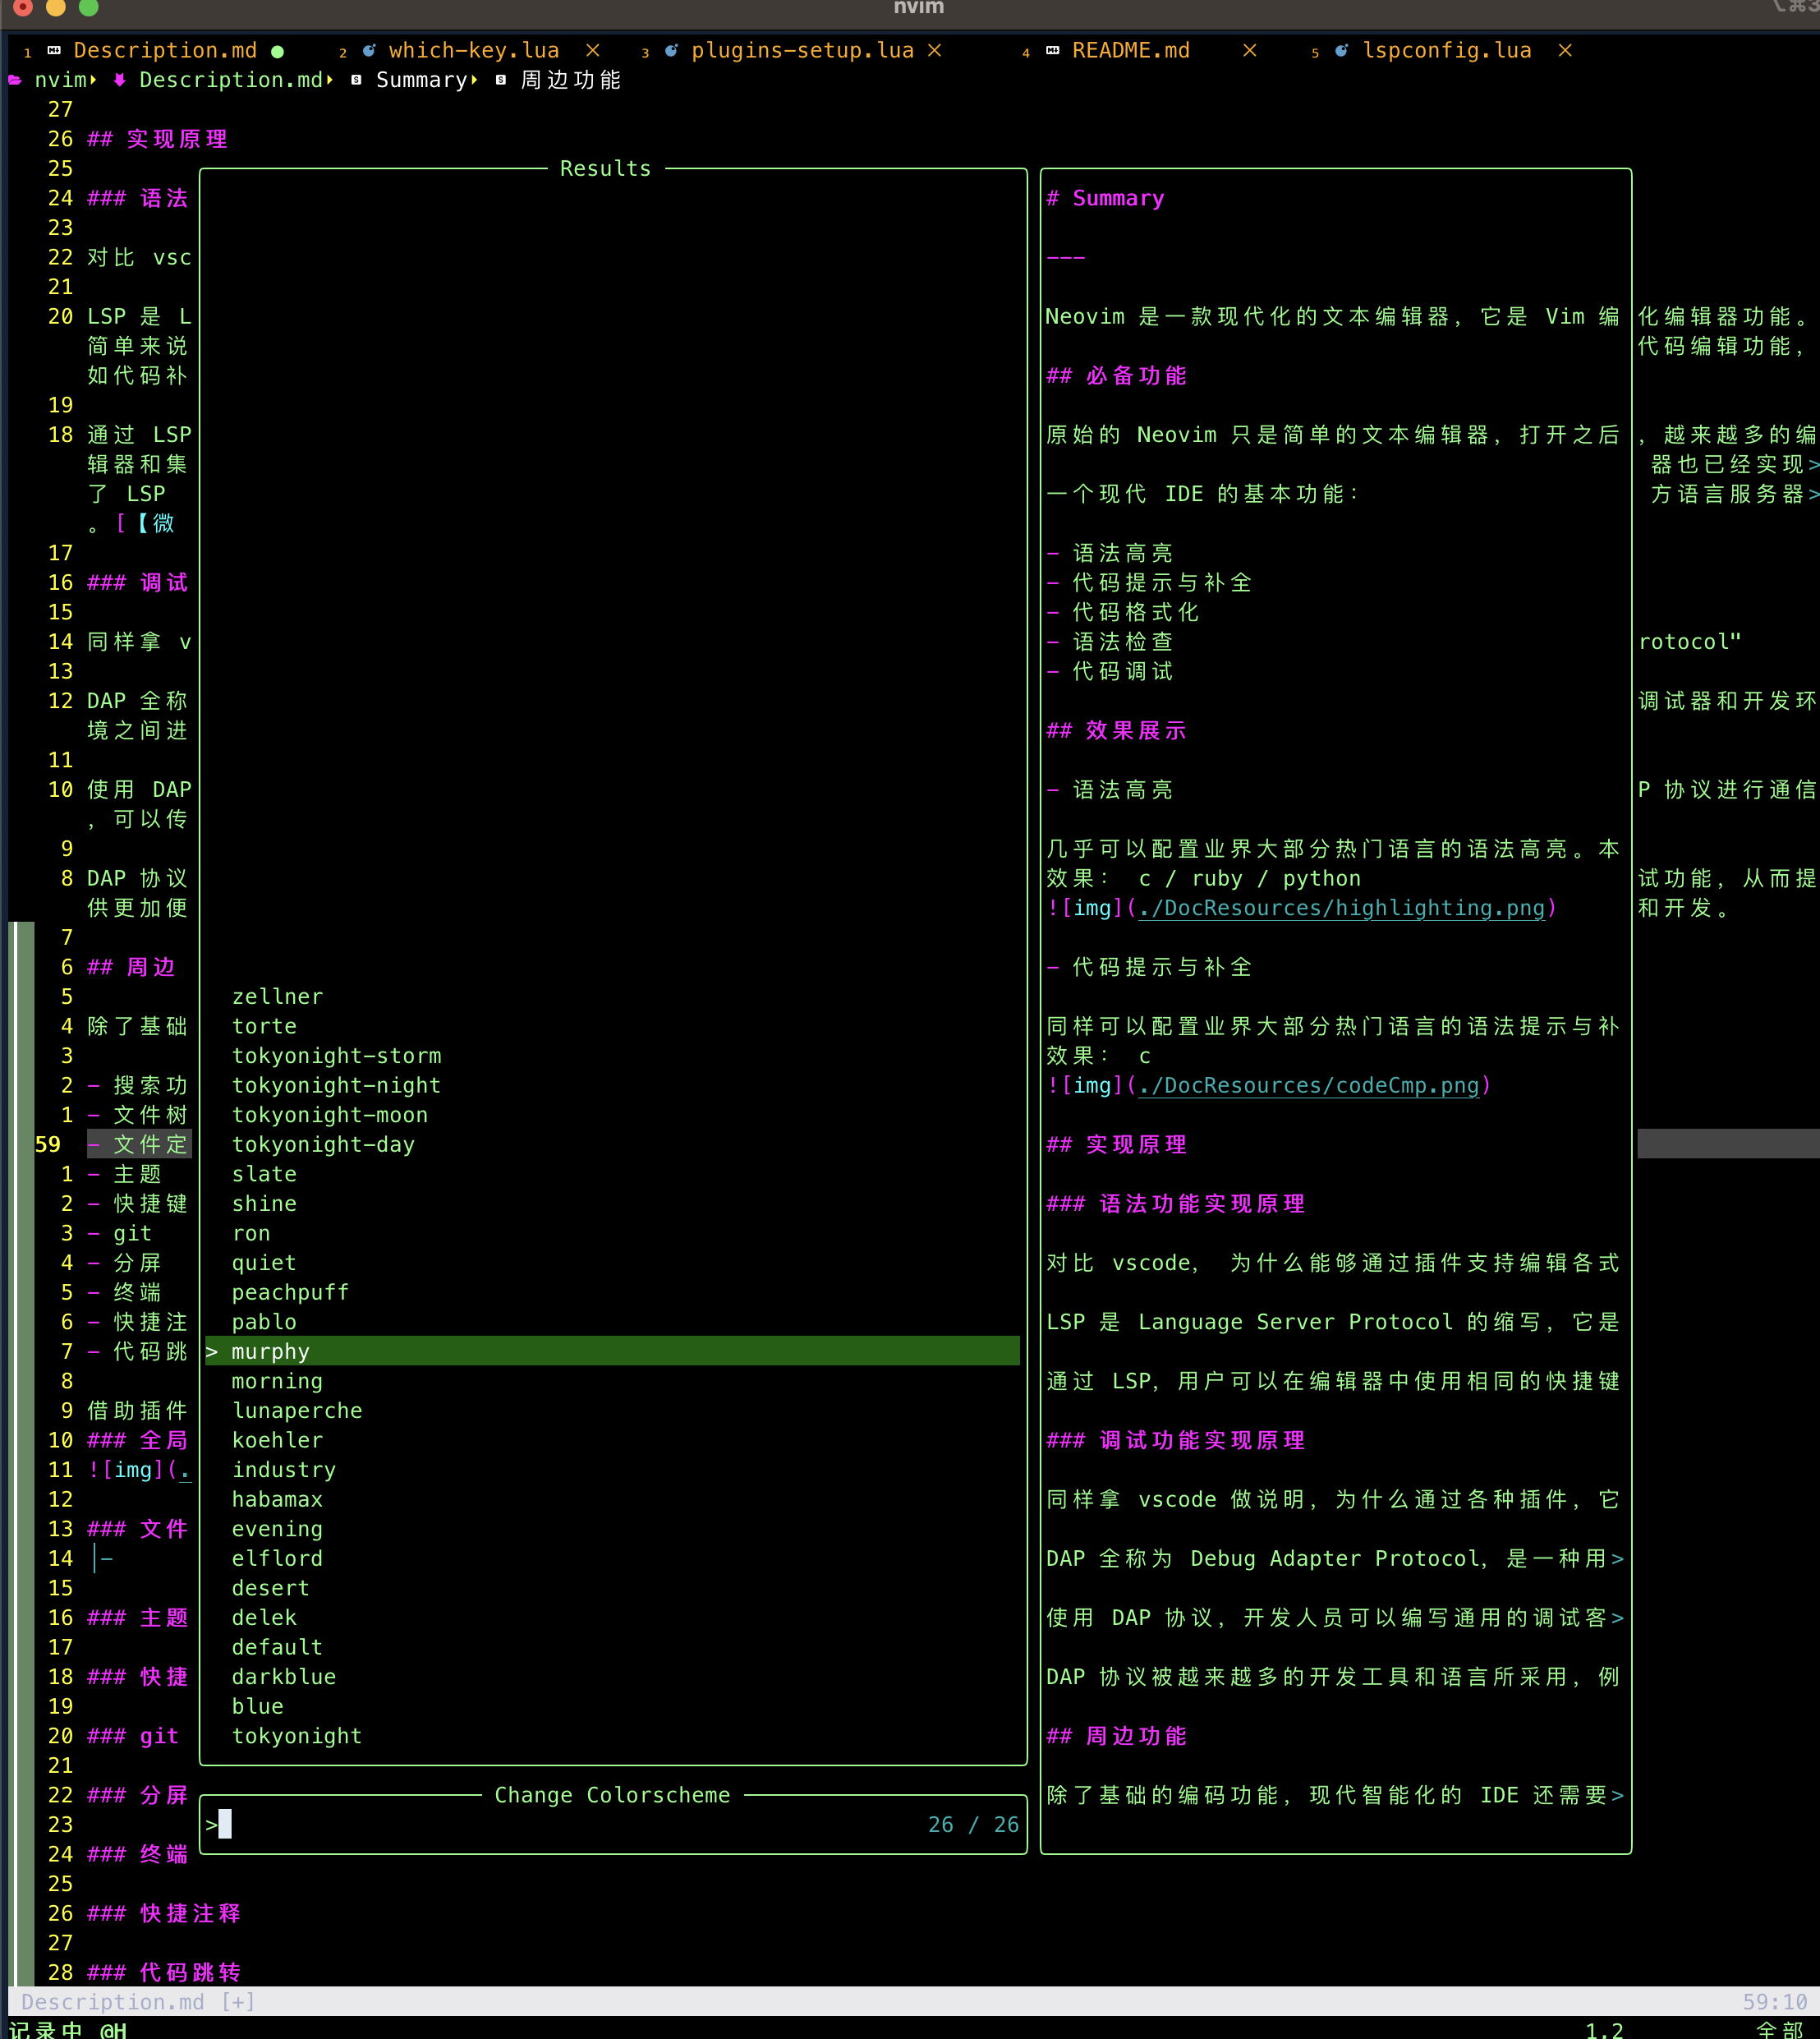 nvim
1 Description.md ● 2 which-key.lua × 3 plugins-setup.lua × 4 README.md × 5 lspconfig.lua ×
nvim Description.md Summary 周边功能
27
26 ## 实现原理
25
24 ### 语法
23
22 对比 vsc
21
20 LSP 是 L
简单来说
如代码补
19
18 通过 LSP
辑器和集
了 LSP
。[【微
17
16 ### 调试
15
14 同样拿 v
13
12 DAP 全称
境之间进
11
10 使用 DAP
，可以传
9
8 DAP 协议
供更加便
7
6 ## 周边
5
4 除了基础
3
2 - 搜索功
1 - 文件树
59 - 文件定
1 - 主题
2 - 快捷键
3 - git
4 - 分屏
5 - 终端
6 - 快捷注
7 - 代码跳
8
9 借助插件
10 ### 全局
11 ![img](.
12
13 ### 文件
14 |-
15
16 ### 主题
17
18 ### 快捷
19
20 ### git
21
22 ### 分屏
23
24 ### 终端
25
26 ### 快捷注释
27
28 ### 代码跳转
Results
zellner
torte
tokyonight-storm
tokyonight-night
tokyonight-moon
tokyonight-day
slate
shine
ron
quiet
peachpuff
pablo
> murphy
morning
lunaperche
koehler
industry
habamax
evening
elflord
desert
delek
default
darkblue
blue
tokyonight
Change Colorscheme
> 26 / 26
# Summary
---
Neovim 是一款现代化的文本编辑器，它是 Vim 编
## 必备功能
原始的 Neovim 只是简单的文本编辑器，打开之后
一个现代 IDE 的基本功能：
- 语法高亮
- 代码提示与补全
- 代码格式化
- 语法检查
- 代码调试
## 效果展示
- 语法高亮
几乎可以配置业界大部分热门语言的语法高亮。本
效果： c / ruby / python
![img](./DocResources/highlighting.png)
- 代码提示与补全
同样可以配置业界大部分热门语言的语法提示与补
效果： c
![img](./DocResources/codeCmp.png)
## 实现原理
### 语法功能实现原理
对比 vscode， 为什么能够通过插件支持编辑各式
LSP 是 Language Server Protocol 的缩写，它是
通过 LSP，用户可以在编辑器中使用相同的快捷键
### 调试功能实现原理
同样拿 vscode 做说明，为什么通过各种插件，它
DAP 全称为 Debug Adapter Protocol，是一种用>
使用 DAP 协议，开发人员可以编写通用的调试客>
DAP 协议被越来越多的开发工具和语言所采用，例
## 周边功能
除了基础的编码功能，现代智能化的 IDE 还需要>
化编辑器功能。
代码编辑功能，
，越来越多的编
器也已经实现>
方语言服务器>
rotocol"
调试器和开发环
P 协议进行通信
试功能，从而提
和开发。
Description.md [+] 59:10
记录中 @H 1,2 全部